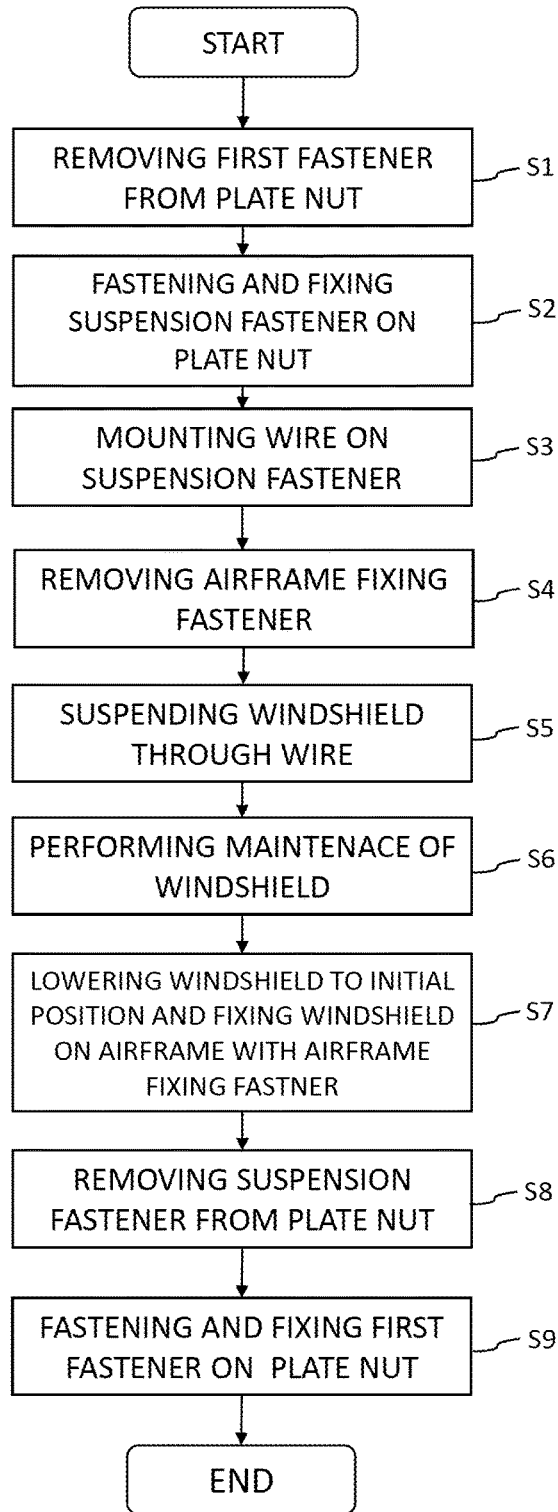 START
REMOVING FIRST FASTENER
FROM PLATE NUT
S1
FASTENING AND FIXING
SUSPENSION FASTENER ON
PLATE NUT
S2
MOUNTING WIRE ON
SUSPENSION FASTENER
S3
REMOVING AIRFRAME FIXING
FASTENER
S4
SUSPENDING WINDSHIELD
THROUGH WIRE
S5
PERFORMING MAINTENACE OF
WINDSHIELD
S6
LOWERING WINDSHIELD TO INITIAL
POSITION AND FIXING WINDSHIELD
ON AIRFRAME WITH AIRFRAME
FIXING FASTNER
S7
REMOVING SUSPENSION
FASTENER FROM PLATE NUT
S8
FASTENING AND FIXING FIRST
FASTENER ON PLATE NUT
S9
END